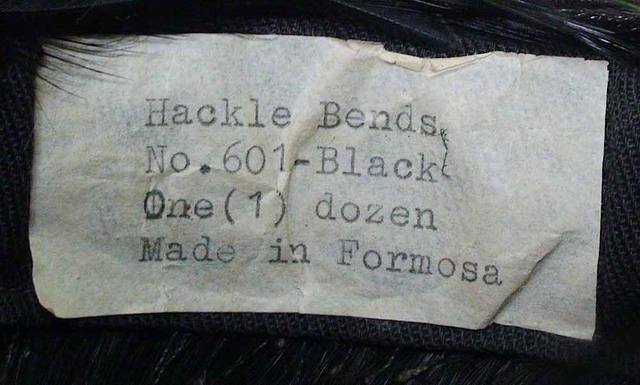 Hackle Bends
No.601-Black
One(1) dozen
Made in Formosa